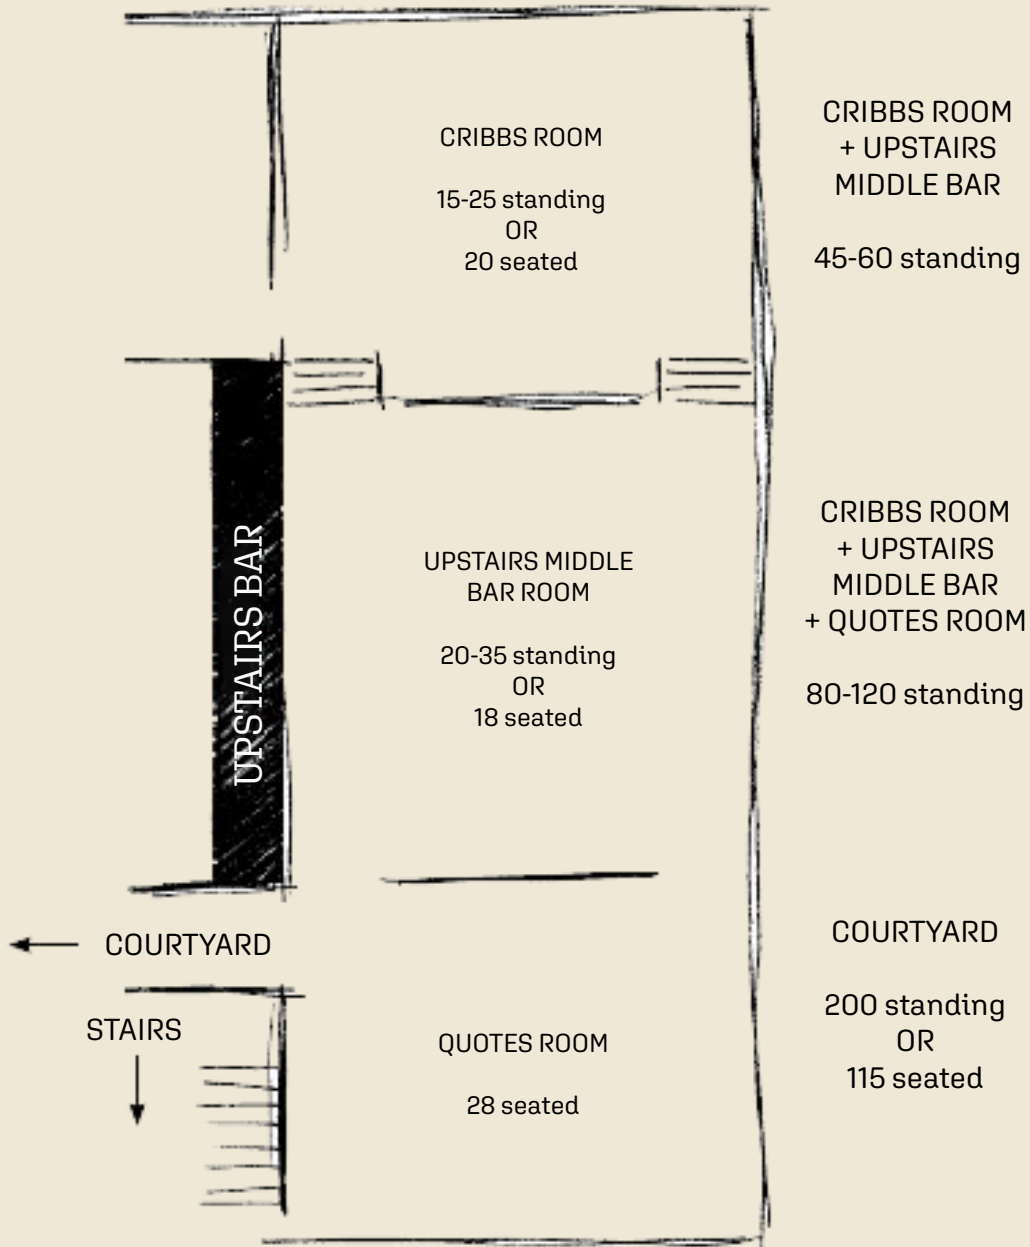 CRIBBS ROOM
15-25 standing
OR
20 seated
CRIBBS ROOM
+ UPSTAIRS
MIDDLE BAR
45-60 standing
UPSTAIRS BAR
UPSTAIRS MIDDLE
BAR ROOM
20-35 standing
OR
18 seated
CRIBBS ROOM
+ UPSTAIRS
MIDDLE BAR
+ QUOTES ROOM
80-120 standing
COURTYARD
STAIRS
QUOTES ROOM
28 seated
COURTYARD
200 standing
OR
115 seated